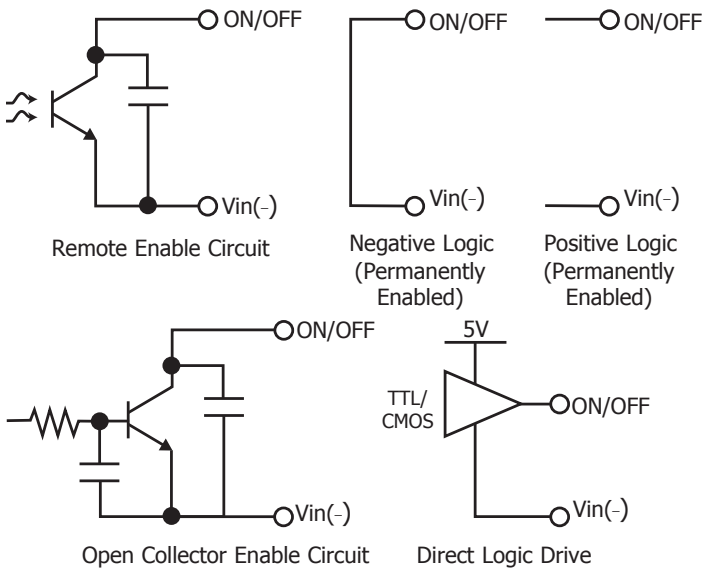 ON/OFF
Vin(-)
Remote Enable Circuit
ON/OFF
Vin(-)
Negative Logic
(Permanently
Enabled)
ON/OFF
Vin(-)
Positive Logic
(Permanently
Enabled)
ON/OFF
Vin(-)
Open Collector Enable Circuit
5V
TTL/
CMOS
ON/OFF
Vin(-)
Direct Logic Drive